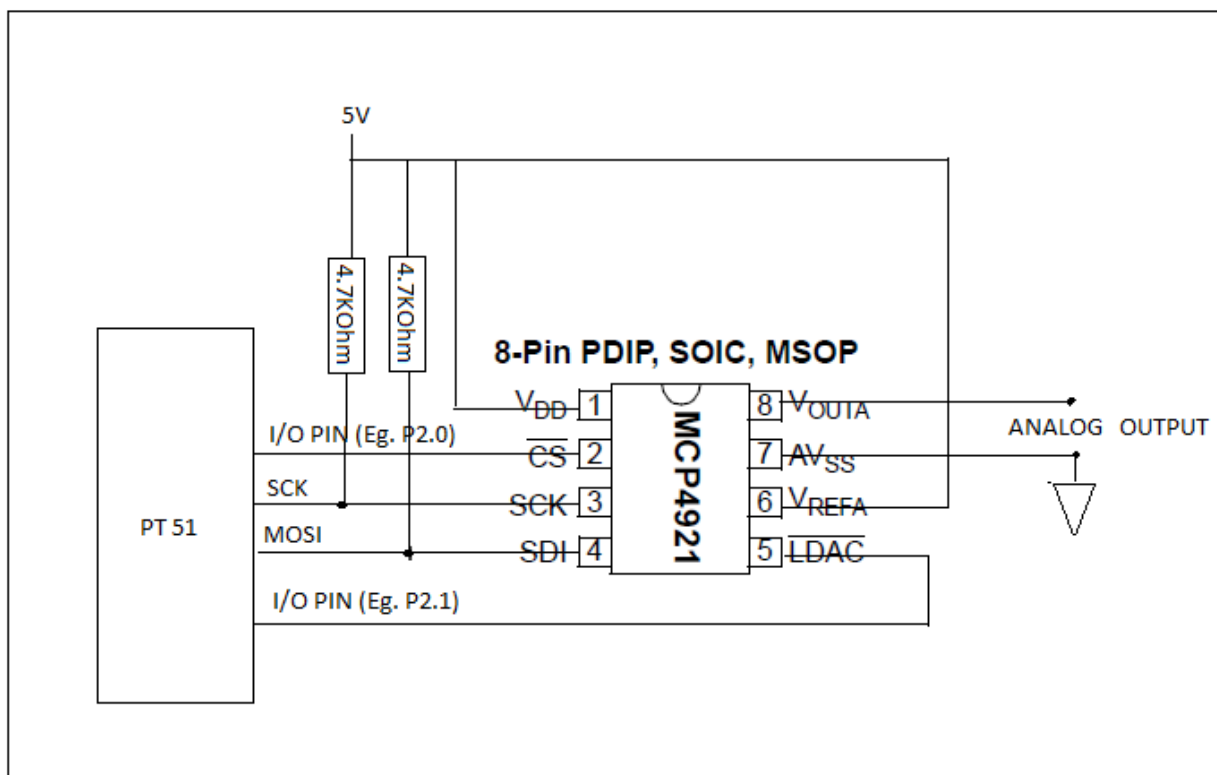 5V
4.7KOhm
4.7KOhm
8-Pin PDIP, SOIC, MSOP
PT 51
I/O PIN (Eg. P2.0)
SCK
MOSI
I/O PIN (Eg. P2.1)
VDD 1
CS 2
SCK 3
SDI 4
MCP4921
8 VOUTA
7 AVSS
6 VREFA
5 LDAC
ANALOG OUTPUT